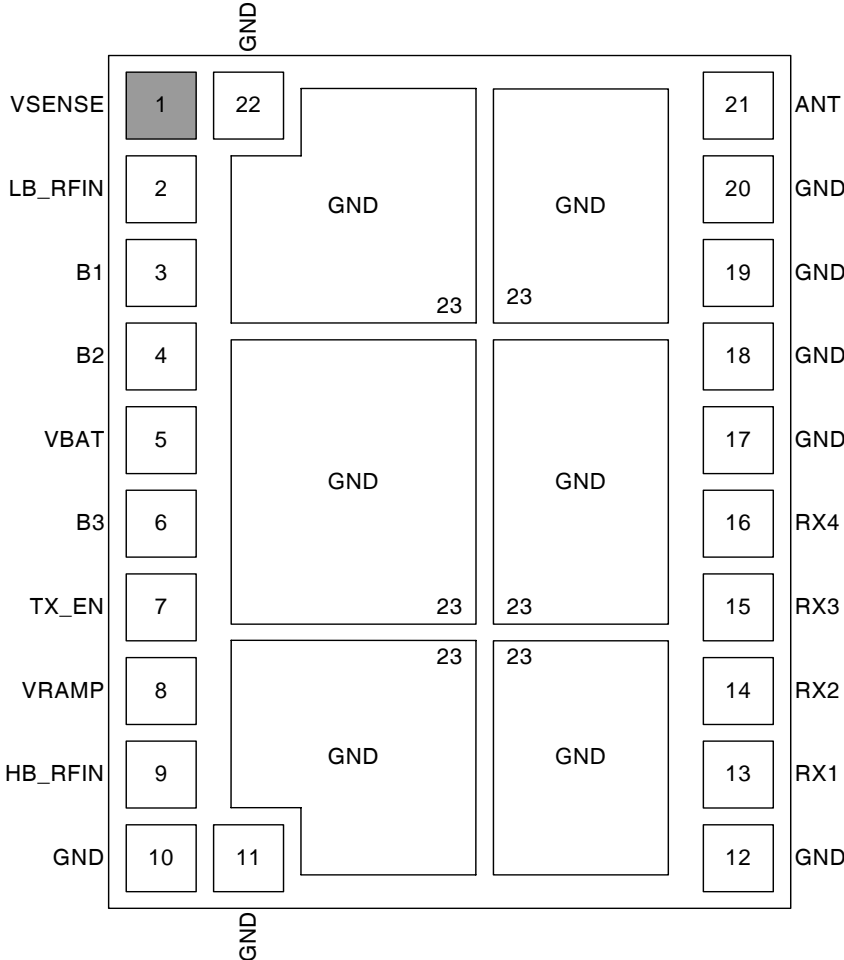 GND
VSENSE 1 22 21 ANT
LB_RFIN 2 20 GND
GND GND
B1 3 19 GND
23 23
B2 4 18 GND
VBAT 5 17 GND
GND GND
B3 6 16 RX4
TX_EN 7 23 23 15 RX3
23 23
VRAMP 8 14 RX2
GND GND
HB_RFIN 9 13 RX1
GND 10 11 12 GND
GND